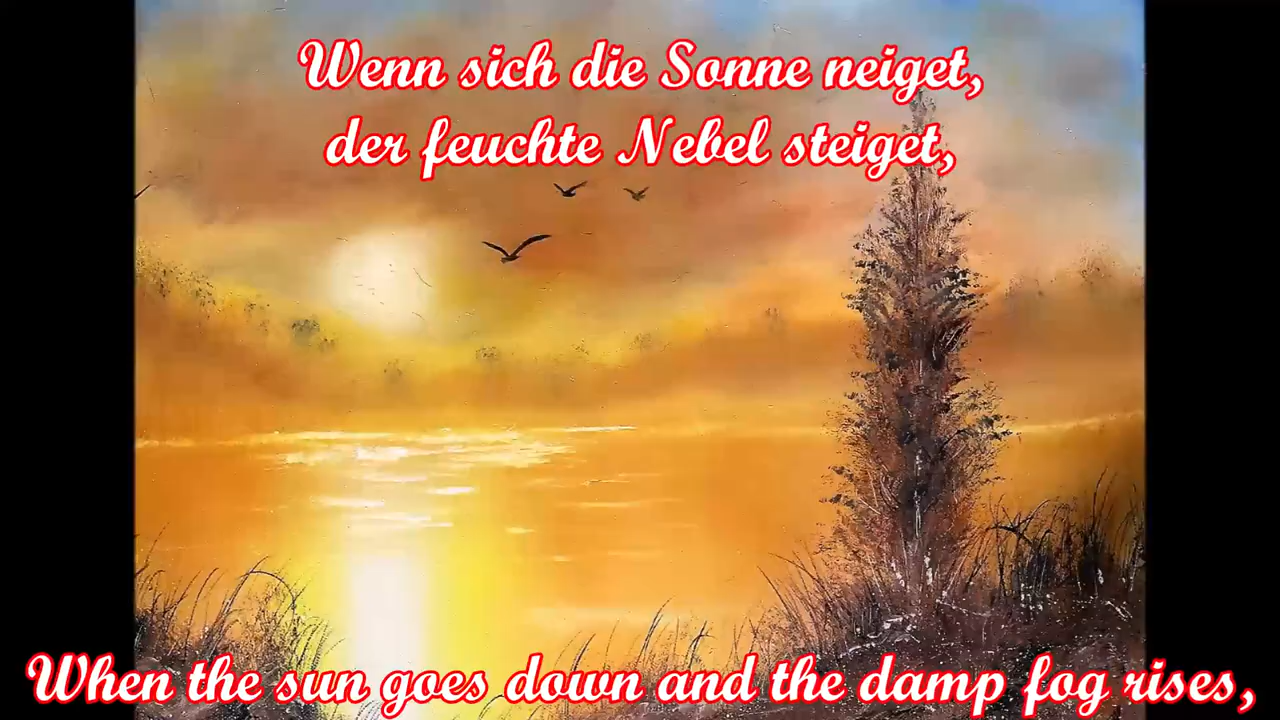 Wenn sich die Sonne neiget,
der feuchte Nebel steiget,
When the sun goes down and the damp fog rises,